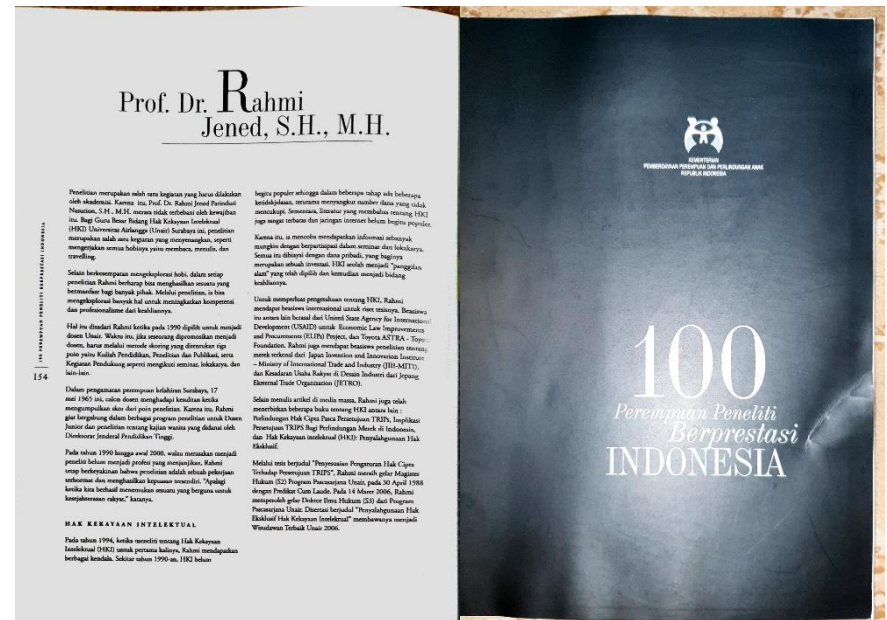 Prof. Dr. Rahmi
Jened, S.H., M.H.
Penelitian merupakan salah satu kegiatan yang harus dilakukan
oleh akademisi. Karena itu, Prof. Dr. Rahmi Jened Parinduri
Nasution, S.H., M.H. merasa tidak terbebani oleh kewajiban
itu. Bagi Guru Besar Bidang Hak Kekayaan Intelektual
(HKI) Universitas Airlangga (Unair) Surabaya ini, penelitian
merupakan salah satu kegiatan yang menyenangkan, seperti
mengerjakan semua hobinya yaitu membaca, menulis, dan
travelling.
Selain berkesempatan mengeksplorasi hobi, dalam setiap
penelitian Rahmi berharap bisa menghasilkan sesuatu yang
bermanfaat bagi banyak pihak. Melalui penelitian, ia bisa
mengeksplorasi banyak hal untuk meningkatkan kompetensi
dan profesionalisme dari keahliannya.
Hal itu disadari Rahmi ketika pada 1990 dipilih untuk menjadi
dosen Unair. Waktu itu, jika seseorang dipromosikan menjadi
dosen, harus melalui metode skoring yang ditentukan tiga
poin yaitu Kuliah Pendidikan, Penelitian dan Publikasi, serta
Kegiatan Pendukung seperti mengikuti seminar, lokakarya, dan
lain-lain.
Dalam pengamatan perempuan kelahiran Surabaya, 17
mei 1965 ini, calon dosen menghadapi kesulitan ketika
mengumpulkan skor dari poin penelitian. Karena itu, Rahmi
giat bergabung dalam berbagai program penelitian untuk Dosen
Junior dan penelitian tentang kajian wanita yang didanai oleh
Direktorat Jenderal Pendidikan Tinggi.
Pada tahun 1990 hingga awal 2000, walau merasakan menjadi
peneliti belum menjadi profesi yang menjanjikan, Rahmi
tetap berkeyakinan bahwa penelitian adalah sebuah pekerjaan
terhormat dan menghasilkan kepuasan tersendiri. "Apalagi
ketika kita berhasil menemukan sesuatu yang berguna untuk
kesejahteraan rakyat," katanya.
HAK KEKAYAAN INTELEKTUAL
Pada tahun 1994, ketika meneliti tentang Hak Kekayaan
Intelektual (HKI) untuk pertama kalinya, Rahmi mendapatkan
berbagai kendala. Sekitar tahun 1990-an, HKI belum
begitu populer sehingga dalam beberapa tahap ada beberapa
ketidakjelasan, terutama menyangkut sumber dana yang tidak
mencukupi. Sementara, literatur yang membahas tentang HKI
juga sangat terbatas dan jaringan internet belum begitu populer.
Karena itu, ia mencoba mendapatkan informasi sebanyak
mungkin dengan berpartisipasi dalam seminar dan lokakarya.
Semua itu dibiayai dengan dana pribadi, yang baginya
merupakan sebuah investasi. HKI seolah menjadi "panggilan
alam" yang telah dipilih dan kemudian menjadi bidang
keahliannya.
Untuk memperluas pengetahuan tentang HKI, Rahmi
mendapat beasiswa internasional untuk riset tesisnya. Beasiswa
itu antara lain berasal dari United State Agency for International
Development (USAID) untuk Economic Law Improvements
and Procurements (ELIPs) Project, dan Toyota ASTRA - Toyo
Foundation. Rahmi juga mendapat beasiswa penelitian tentang
merek terkenal dari Japan Invention and Innovation Institute
– Ministry of International Trade and Industry (JIII-MITI),
dan Kesadaran Usaha Rakyat di Desain Industri dari Jepang
Eksternal Trade Organization (JETRO).
Selain menulis artikel di media massa, Rahmi juga telah
menerbitkan beberapa buku tentang HKI antara lain :
Perlindungan Hak Cipta Pasca Persetujuan TRIPs, Implikasi
Persetujuan TRIPS Bagi Perlindungan Merek di Indonesia,
dan Hak Kekayaan intelektual (HKI): Penyalahgunaan Hak
Eksklusif.
Melalui tesis berjudul "Penyesuaian Pengaturan Hak Cipta
Terhadap Persetujuan TRIPS", Rahmi meraih gelar Magister
Hukum (S2) Program Pascasarjana Unair, pada 30 April 1988
dengan Predikat Cum Laude. Pada 14 Maret 2006, Rahmi
memperoleh gelar Doktor Ilmu Hukum (S3) dari Program
Pascasarjana Unair. Disertasi berjudul "Penyalahgunaan Hak
Eksklusif Hak Kekayaan Intelektual" membawanya menjadi
Wisudawan Terbaik Unair 2006.
100 PEREMPUAN PENELITI BERPRESTASI INDONESIA
154
KEMENTERIAN
PEMBERDAYAAN PEREMPUAN DAN PERLINDUNGAN ANAK
REPUBLIK INDONESIA
100
Perempuan Peneliti
Berprestasi
INDONESIA